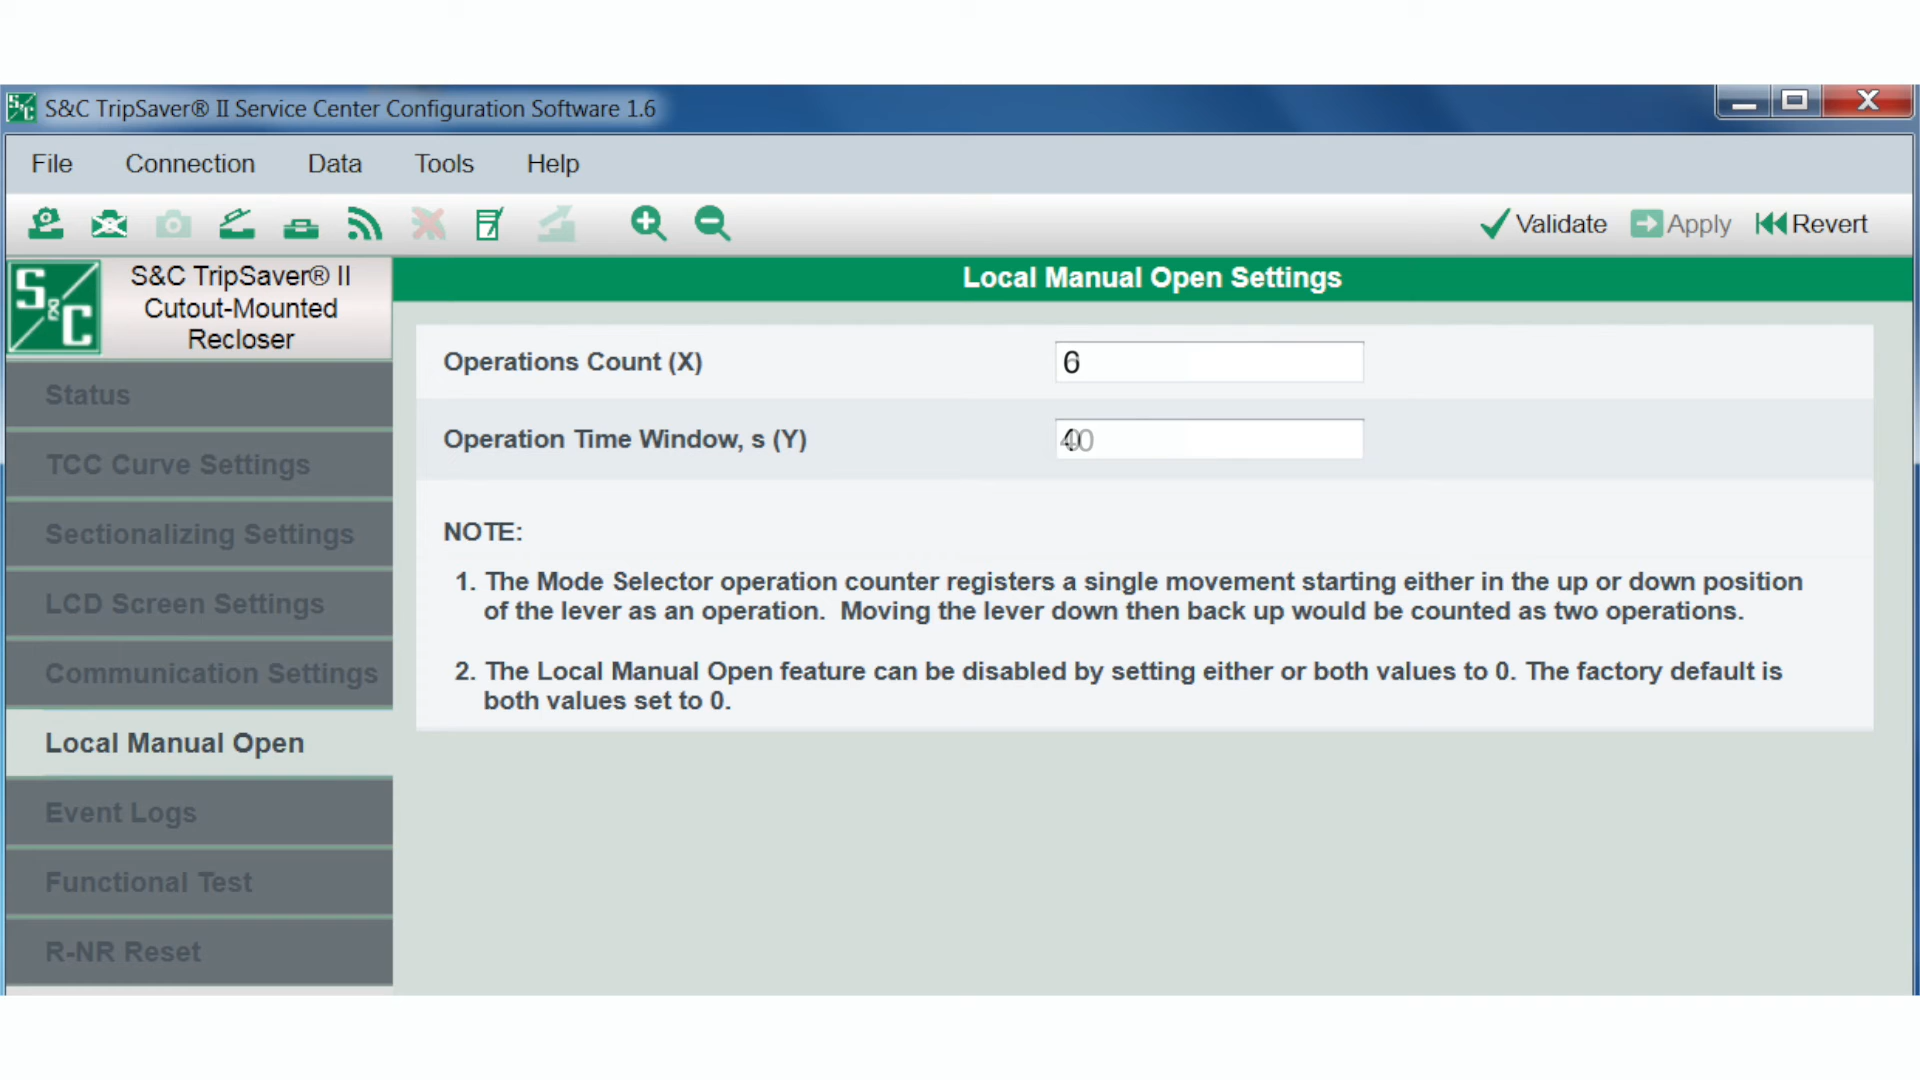 S&C TripSaver® II Service Center Configuration Software 1.6
File Connection Data Tools Help
Validate Apply Revert
S&C
S&C TripSaver® II
Cutout-Mounted
Recloser
Local Manual Open Settings
Status
TCC Curve Settings
Sectionalizing Settings
LCD Screen Settings
Communication Settings
Local Manual Open
Event Logs
Functional Test
R-NR Reset
Operations Count (X) 6
Operation Time Window, s (Y)
NOTE:
1. The Mode Selector operation counter registers a single movement starting either in the up or down position
of the lever as an operation. Moving the lever down then back up would be counted as two operations.
2. The Local Manual Open feature can be disabled by setting either or both values to 0. The factory default is
both values set to 0.